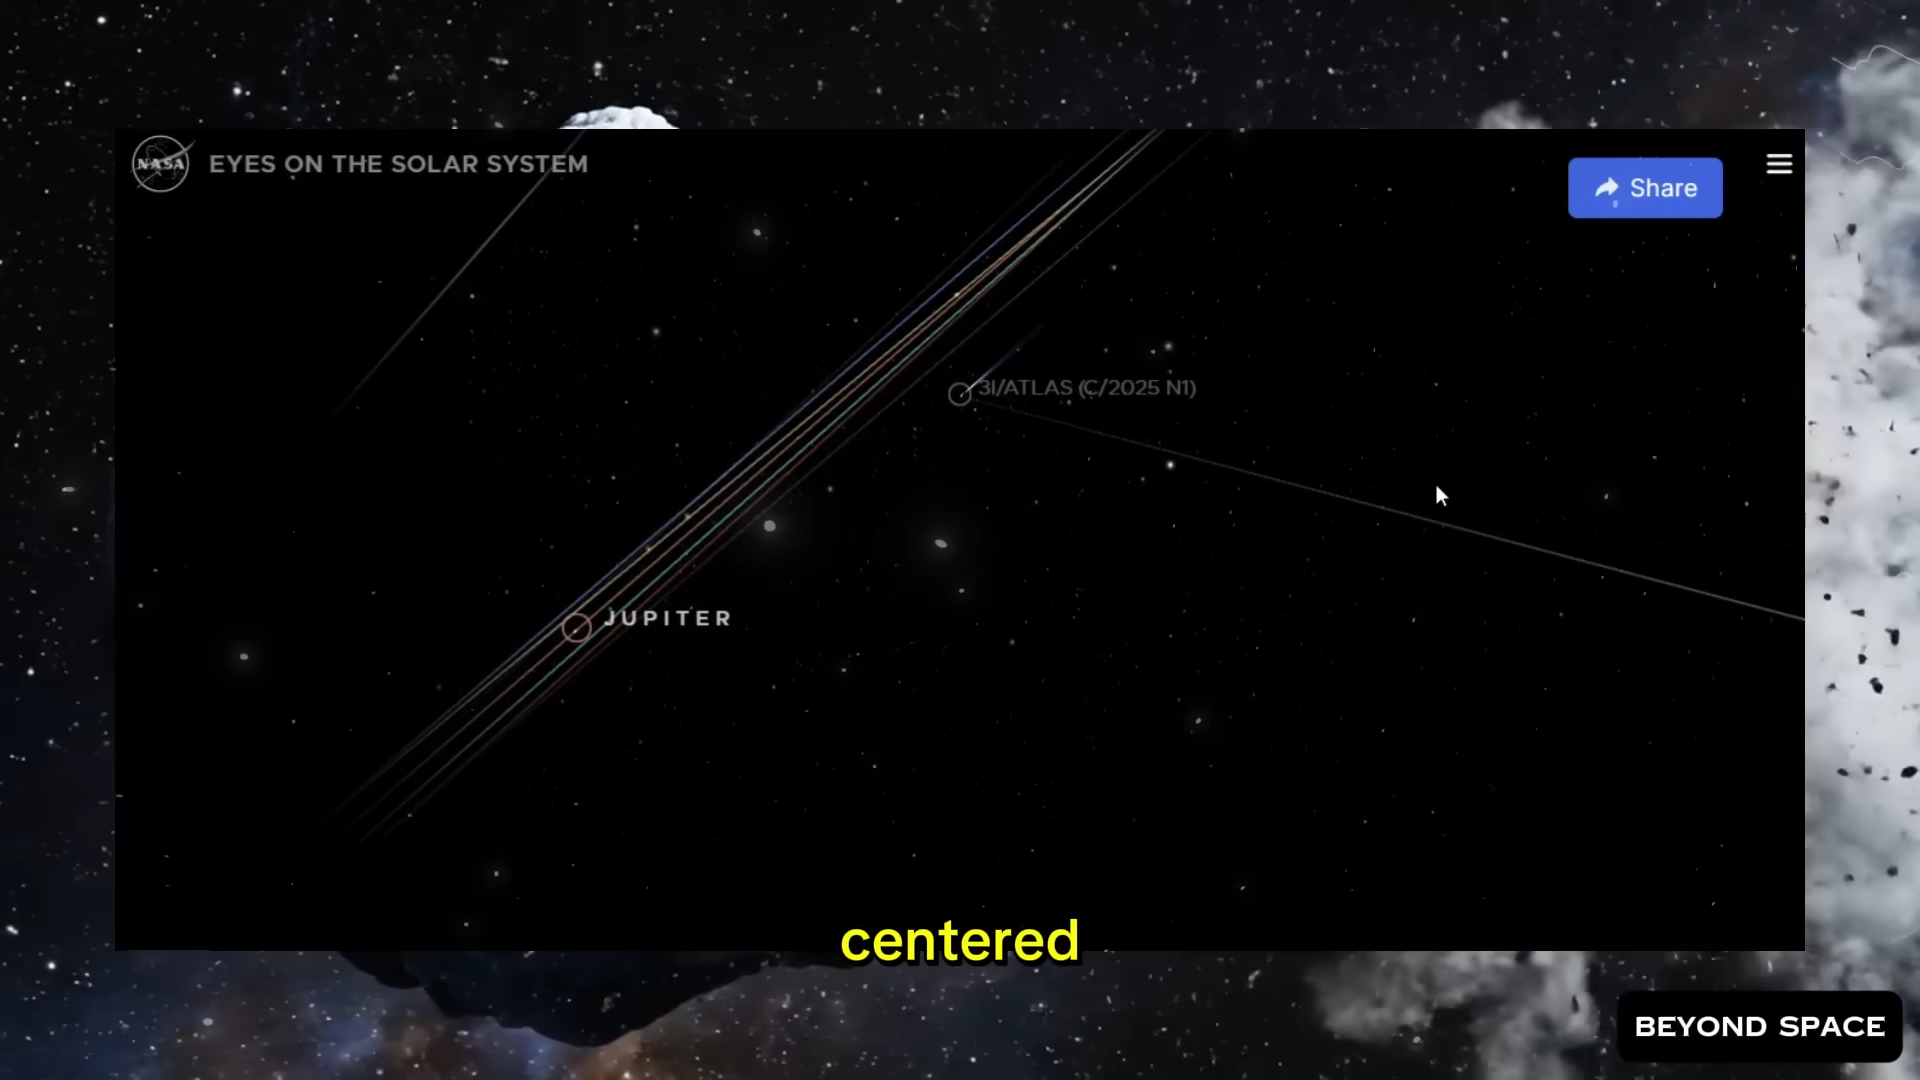 NASA
EYES ON THE SOLAR SYSTEM
Share
3I/ATLAS (C/2025 N1)
JUPITER
centered
BEYOND SPACE